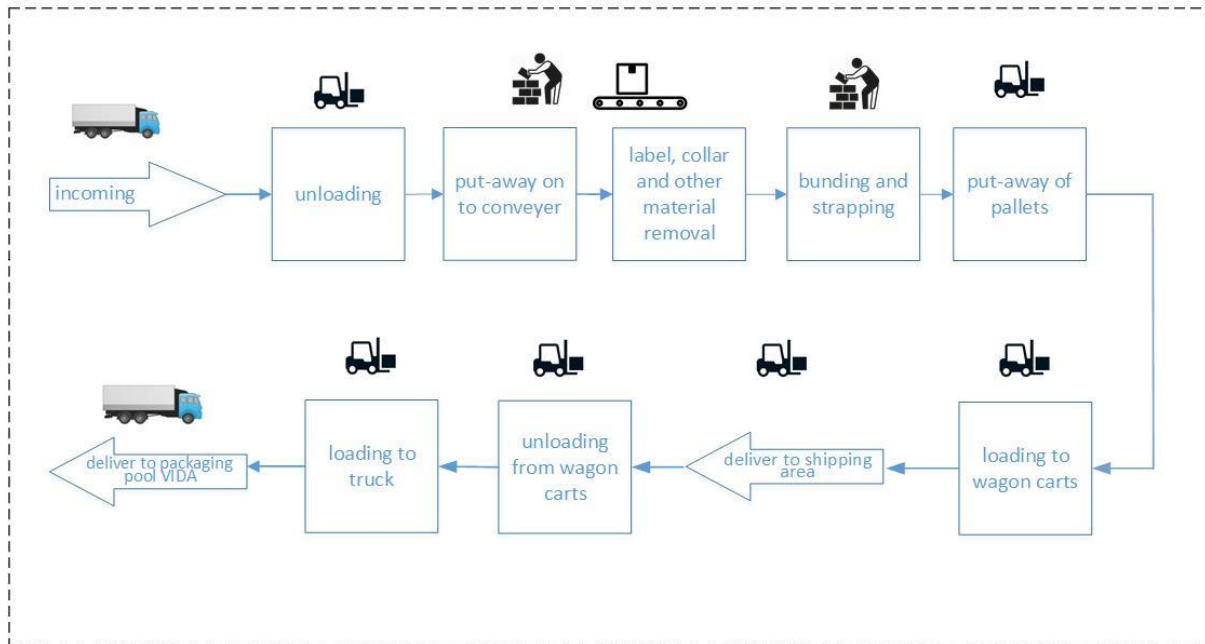 incoming
unloading
put-away on
to conveyer
label, collar
and other
material
removal
bunding and
strapping
put-away of
pallets
loading to
wagon carts
deliver to shipping
area
unloading
from wagon
carts
loading to
truck
deliver to packaging
pool VIDA